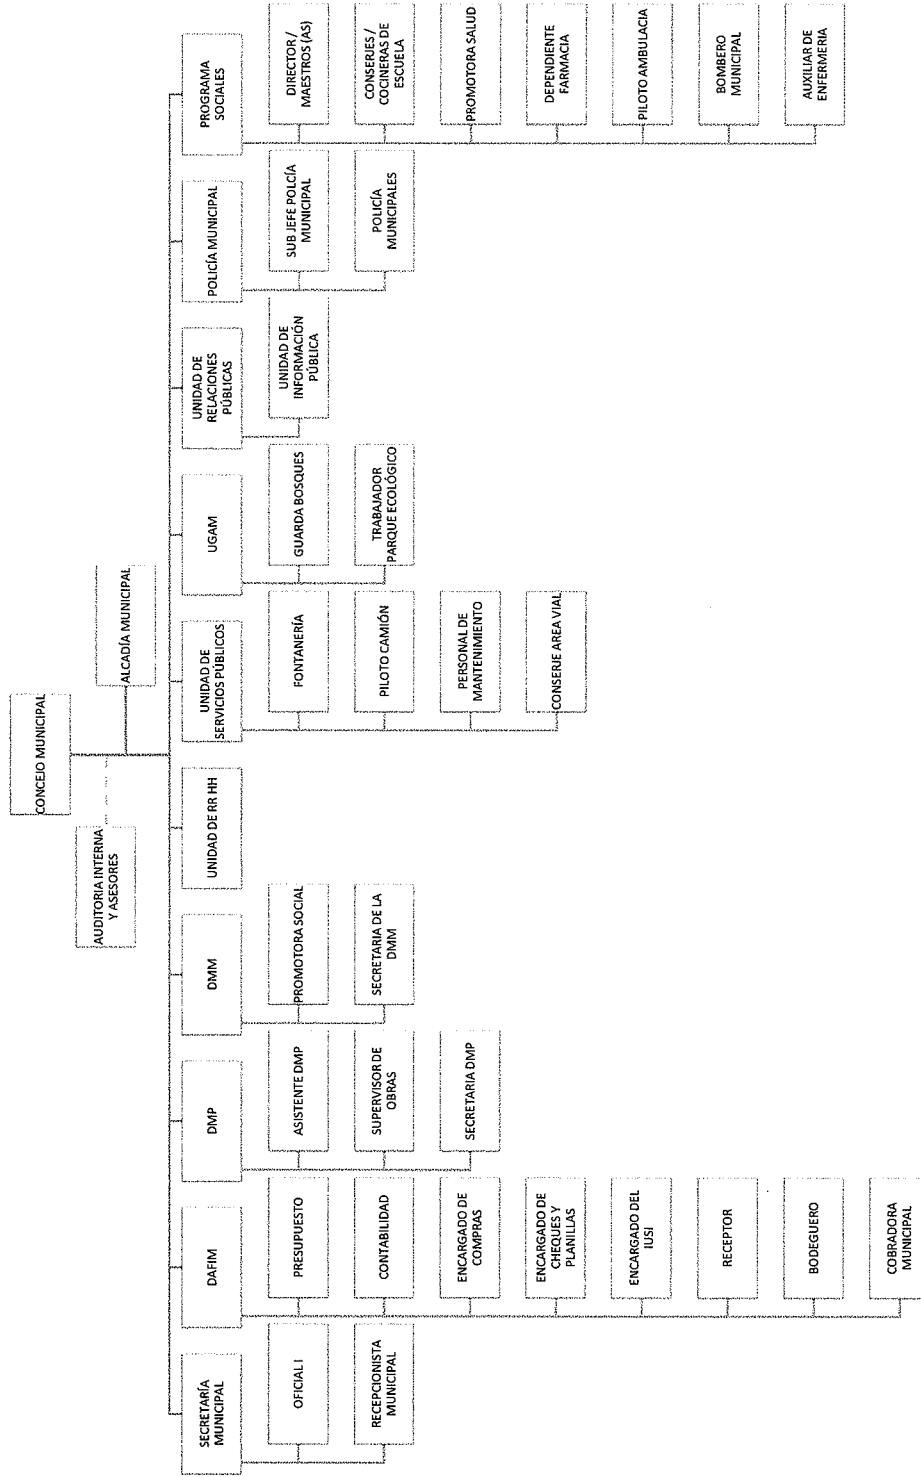 CONCEJO MUNICIPAL
AUDITORIA INTERNA
Y ASESORES
ALCADÍA MUNICIPAL
SECRETARÍA
MUNICIPAL
OFICIAL I
RECEPCIONISTA
MUNICIPAL
DAFIM
PRESUPUESTO
CONTABILIDAD
ENCARGADO DE
COMPRAS
ENCARGADO DE
CHEQUES Y
PLANILLAS
ENCARGADO DEL
IUSI
RECEPTOR
BODEGUERO
COBRADORA
MUNICIPAL
DMP
ASISTENTE DMP
SUPERVISOR DE
OBRAS
SECRETARIA DMP
DMM
PROMOTORA SOCIAL
SECRETARIA DE LA
DMM
UNIDAD DE RR HH
UNIDAD DE
SERVICIOS PÚBLICOS
FONTANERÍA
PILOTO CAMIÓN
PERSONAL DE
MANTENIMIENTO
CONSERJE AREA VIAL
UGAM
GUARDA BOSQUES
TRABAJADOR
PARQUE ECOLÓGICO
UNIDAD DE
RELACIONES
PÚBLICAS
UNIDAD DE
INFORMACIÓN
PÚBLICA
POLICÍA MUNICIPAL
SUB JEFE POLCÍA
MUNICIPAL
POLICÍA
MUNICIPALES
PROGRAMA
SOCIALES
DIRECTOR /
MAESTROS (AS)
CONSERJES /
COCINERAS DE
ESCUELA
PROMOTORA SALUD
DEPENDIENTE
FARMACIA
PILOTO AMBULACIA
BOMBERO
MUNICIPAL
AUXILIAR DE
ENFERMERIA